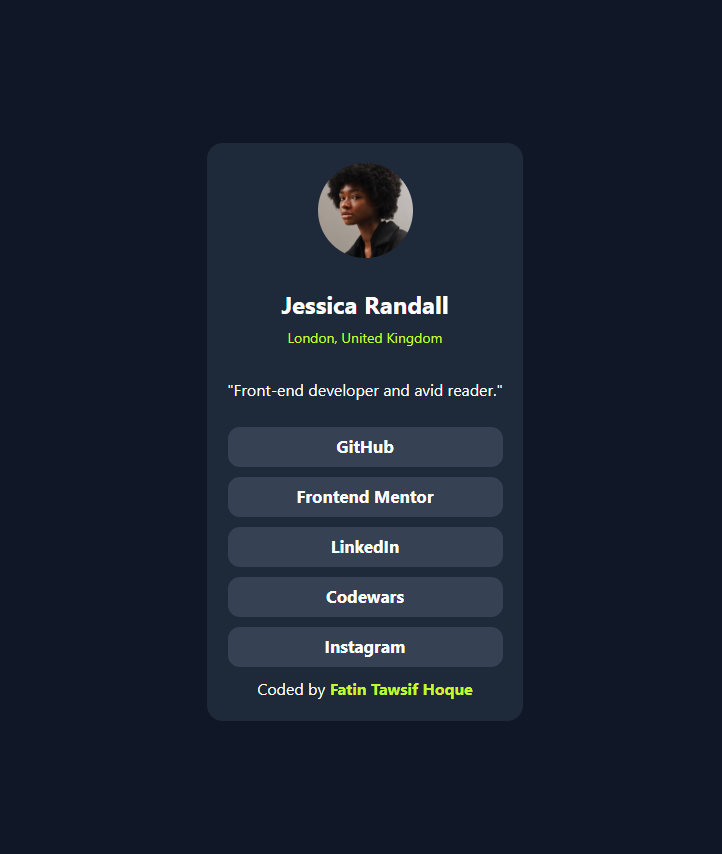 Jessica Randall
London, United Kingdom
"Front-end developer and avid reader."
GitHub
Frontend Mentor
LinkedIn
Codewars
Instagram
Coded by Fatin Tawsif Hoque